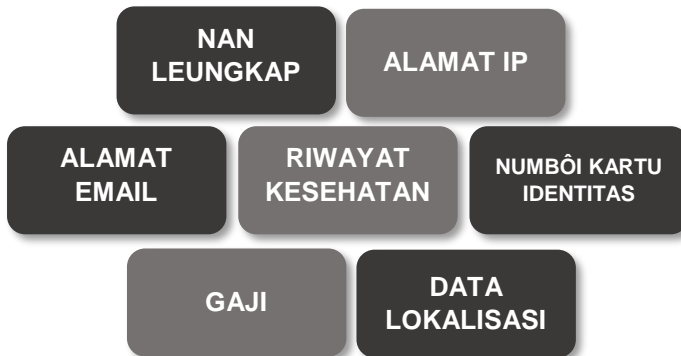 NAN
LEUNGKAP
ALAMAT IP
ALAMAT
EMAIL
RIWAYAT
KESEHATAN
NUMBÔI KARTU
IDENTITAS
GAJI
DATA
LOKALISASI